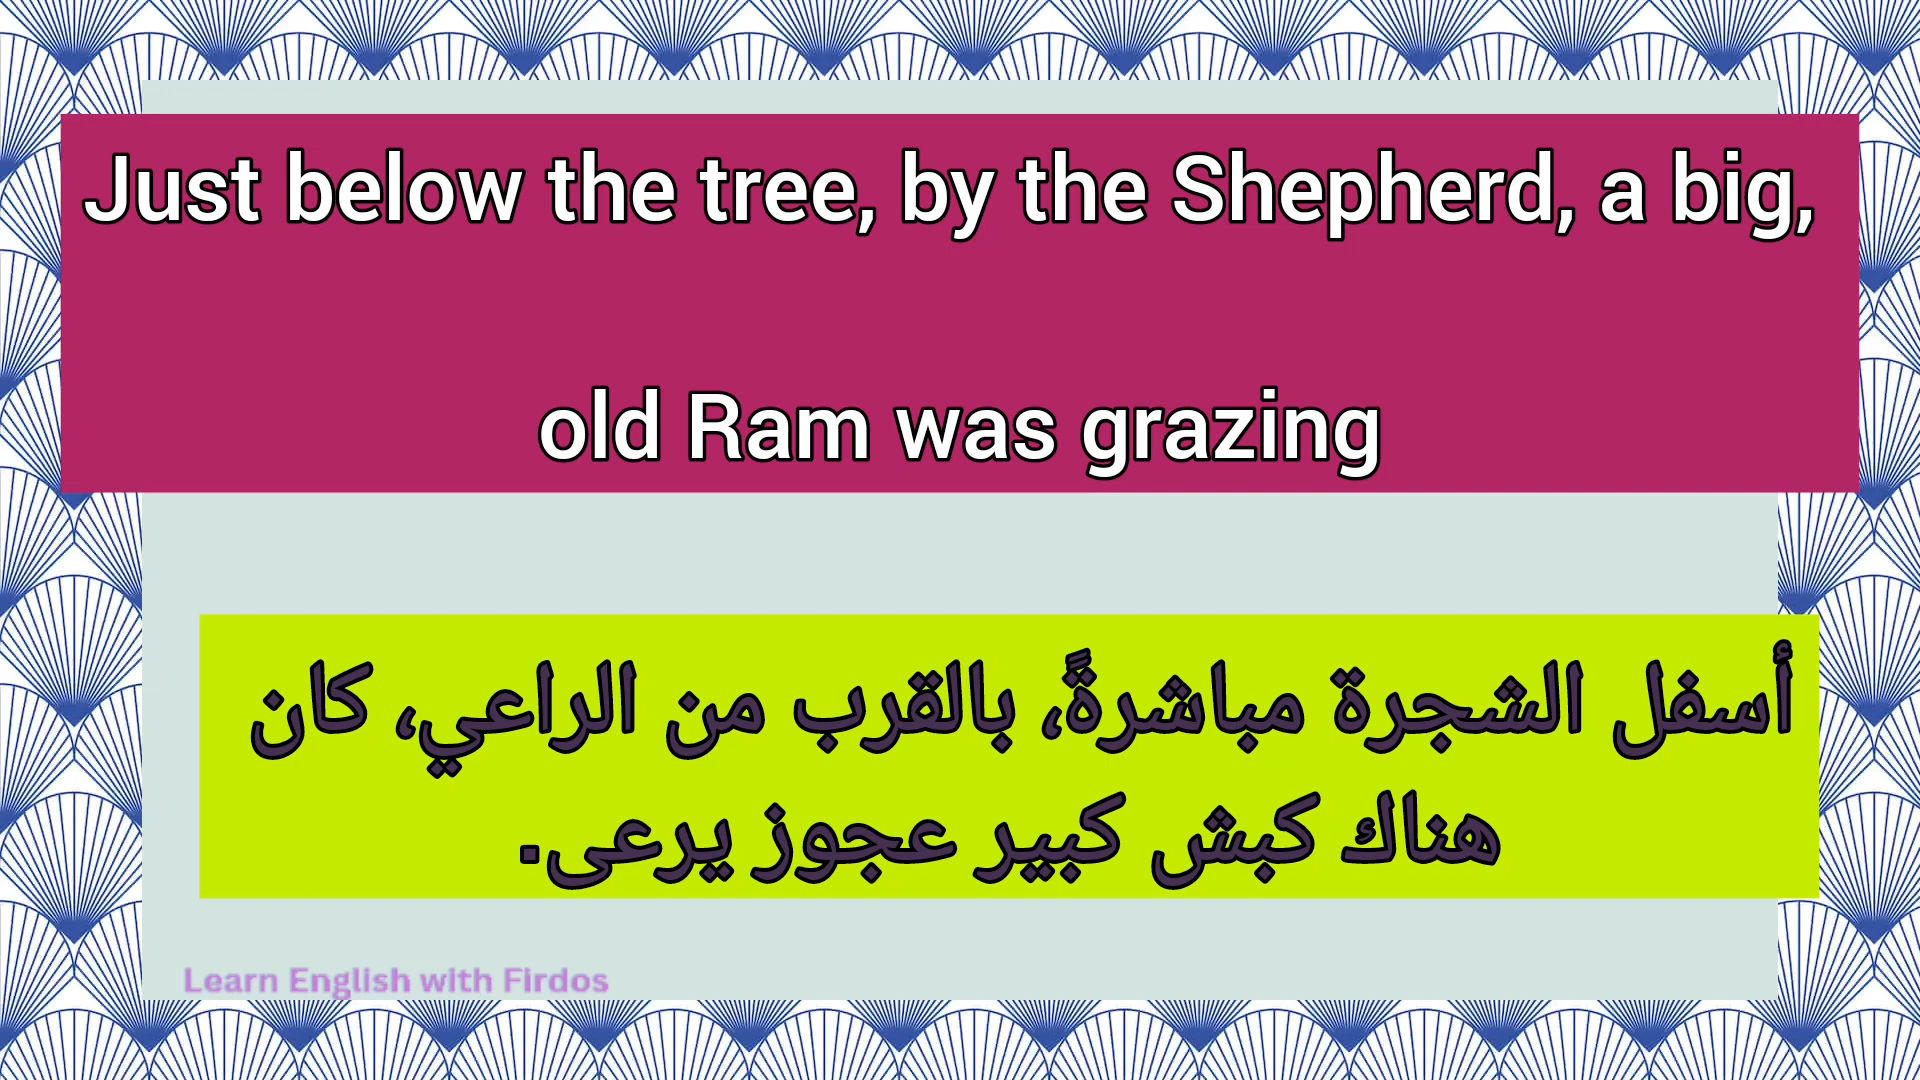 Just below the tree, by the Shepherd, a big,
old Ram was grazing
أسفل الشجرة مباشرةً، بالقرب من الراعي، كان
هناك كبش كبير عجوز يرعى.
Learn English with Firdos